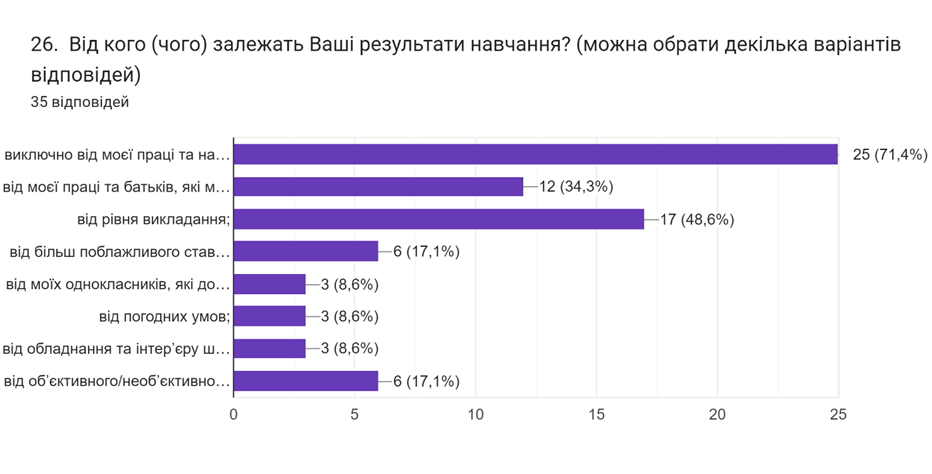 26. Від кого (чого) залежать Ваші результати навчання? (можна обрати декілька варіантів
відповідей)
35 відповідей
виключно від моєї праці та на…
25 (71,4%)
від моєї праці та батьків, які м…
12 (34,3%)
від рівня викладання;
17 (48,6%)
від більш поблажливого став…
6 (17,1%)
від моїх однокласників, які до…
3 (8,6%)
від погодних умов;
3 (8,6%)
від обладнання та інтер’єру ш…
3 (8,6%)
від об’єктивного/необ’єктивно…
6 (17,1%)
0 5 10 15 20 25